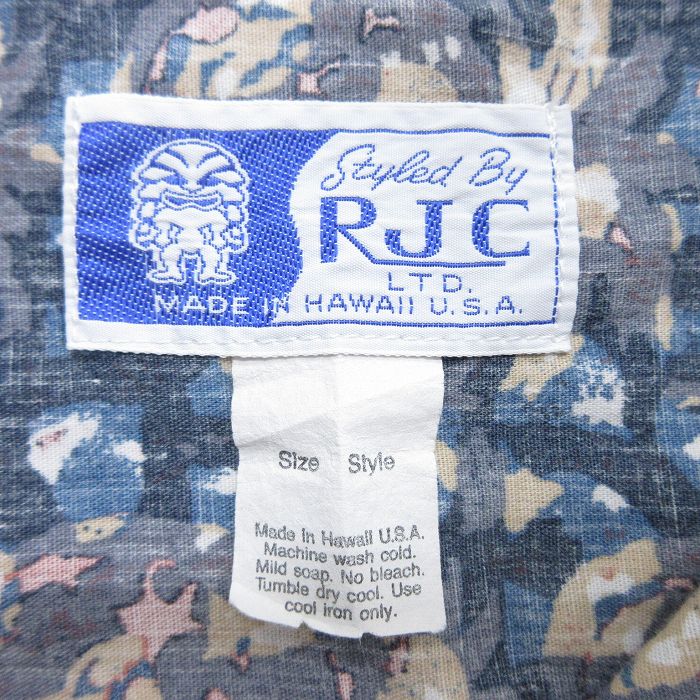 Styled By
RJC
LTD.
MADE IN HAWAII U.S.A.
Size Style
Made in Hawaii U.S.A.
Machine wash cold.
Mild soap. No bleach.
Tumble dry cool. Use
cool iron only.